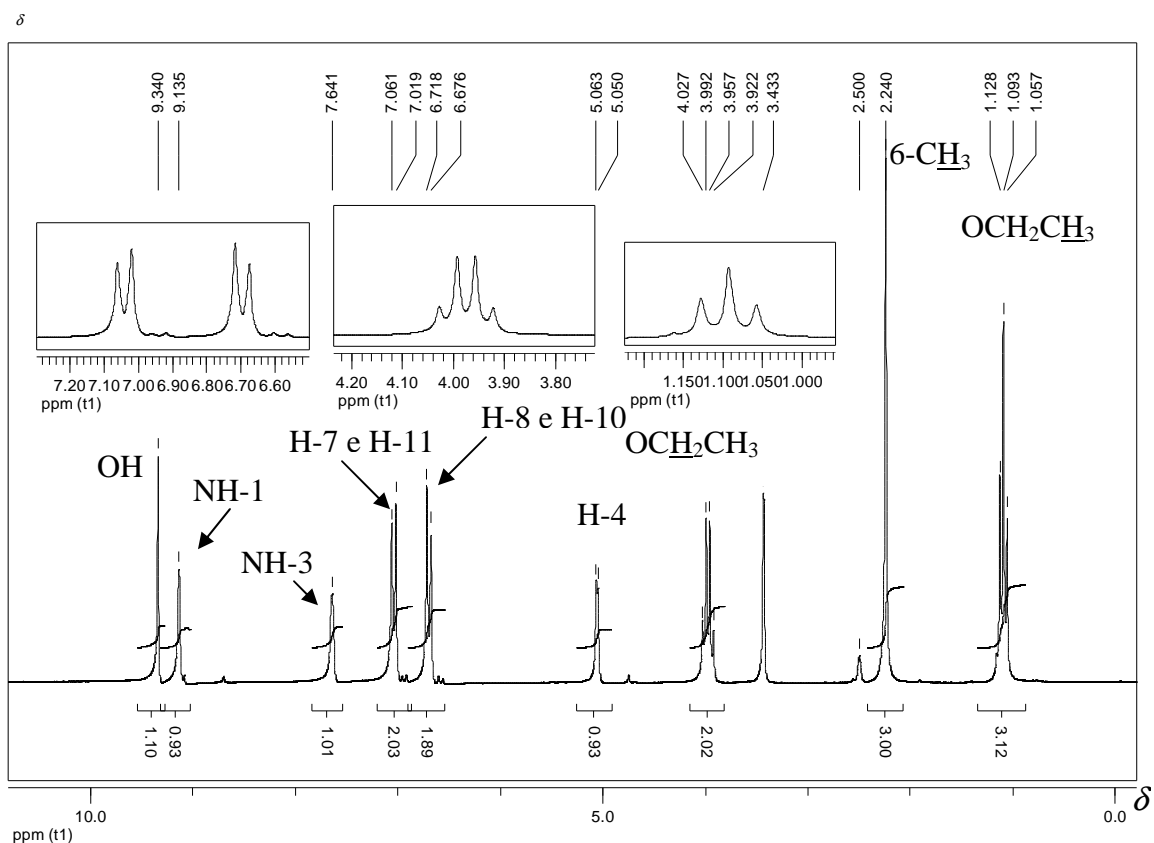 δ
9.340
9.135
7.641
7.061
7.019
6.718
6.676
5.063
5.050
4.027
3.992
3.957
3.922
3.433
2.500
2.240
1.128
1.093
1.057
6-CH3
OCH2CH3
7.20 7.10 7.00 6.90 6.80 6.70 6.60
ppm (t1)
4.20 4.10 4.00 3.90 3.80
ppm (t1)
1.150 1.100 1.050 1.000
ppm (t1)
H-8 e H-10
H-7 e H-11
OCH2CH3
OH
NH-1
H-4
NH-3
1.10
0.93
1.01
2.03
1.89
0.93
2.02
3.00
3.12
10.0 5.0 0.0 δ
ppm (t1)